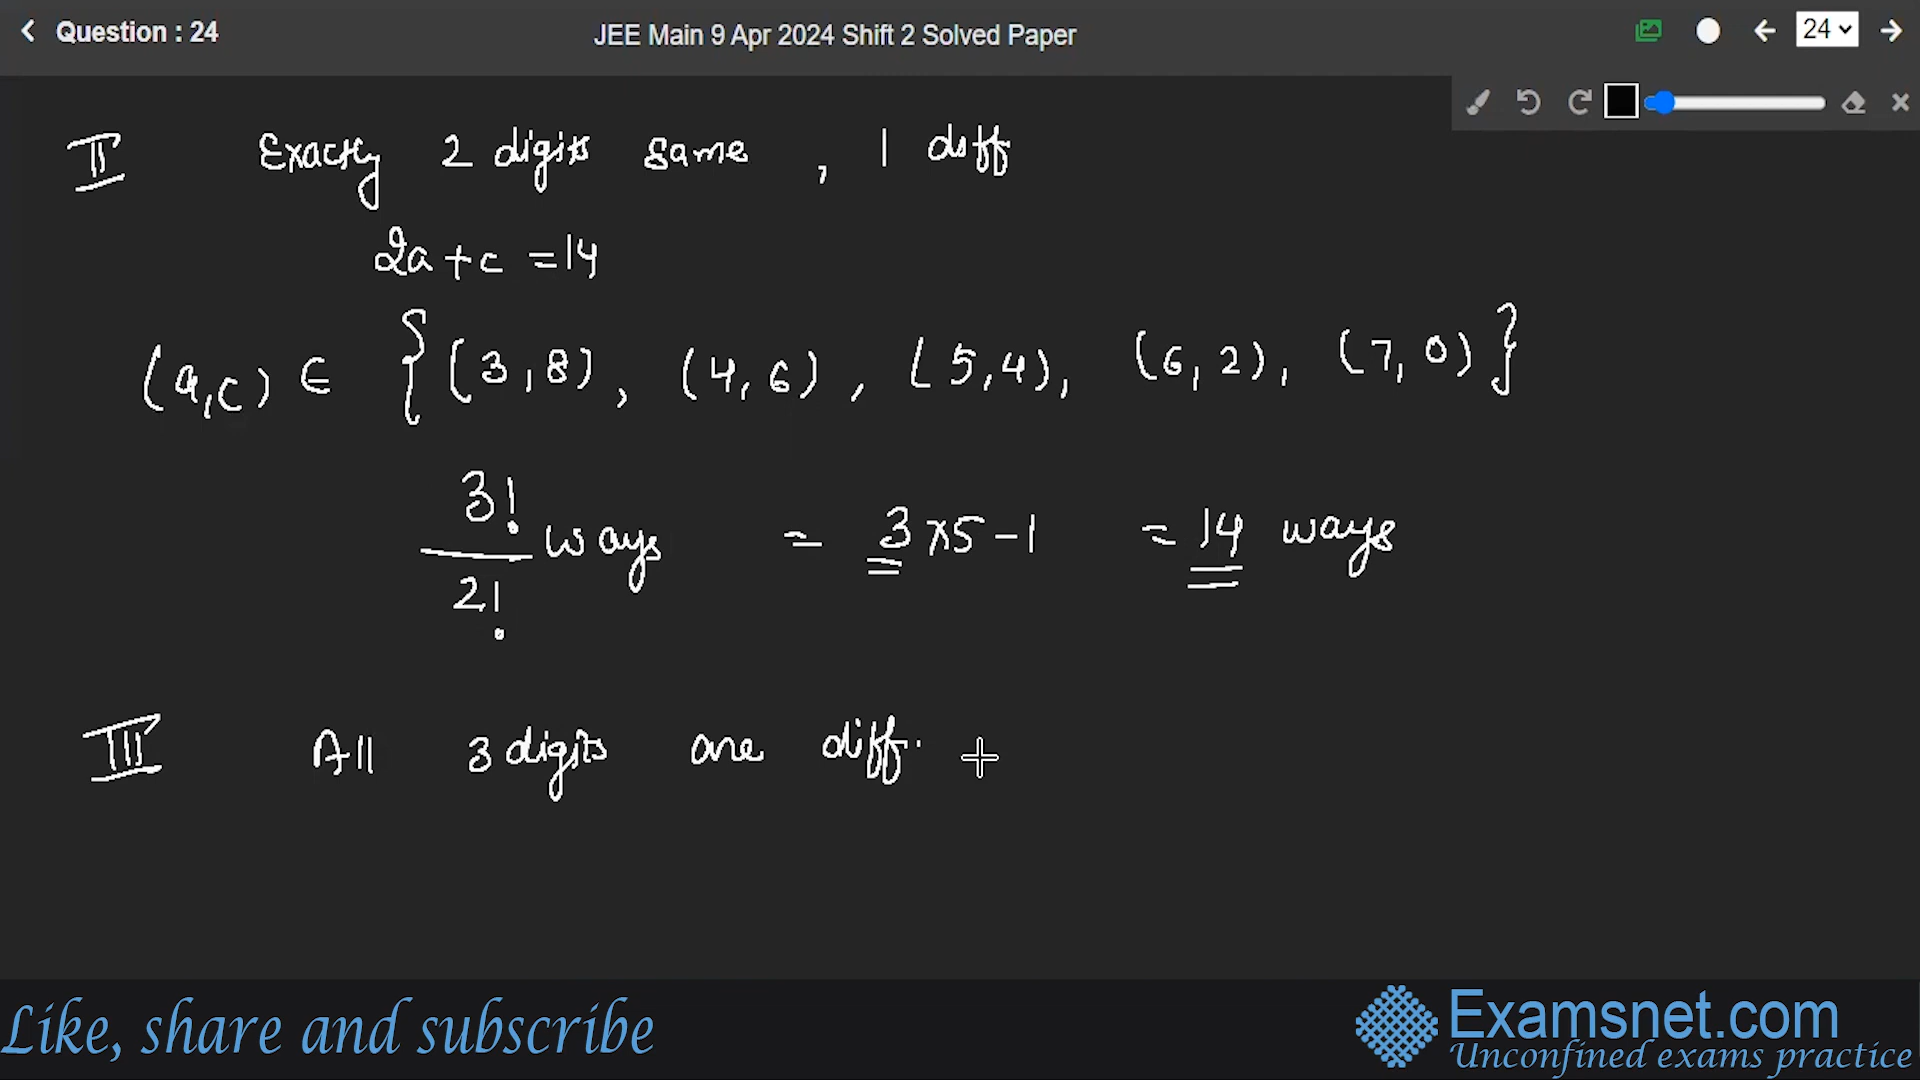 Question : 24
JEE Main 9 Apr 2024 Shift 2 Solved Paper
24
II Exactly 2 digits same , 1 diff
2a + c = 14
(a,c) ∈ { (3,8), (4,6), (5,4), (6,2), (7,0) }
3!/2! ways = 3×5-1 = 14 ways
III All 3 digits are diff.
Like, share and subscribe
Examsnet.com
Unconfined exams practice